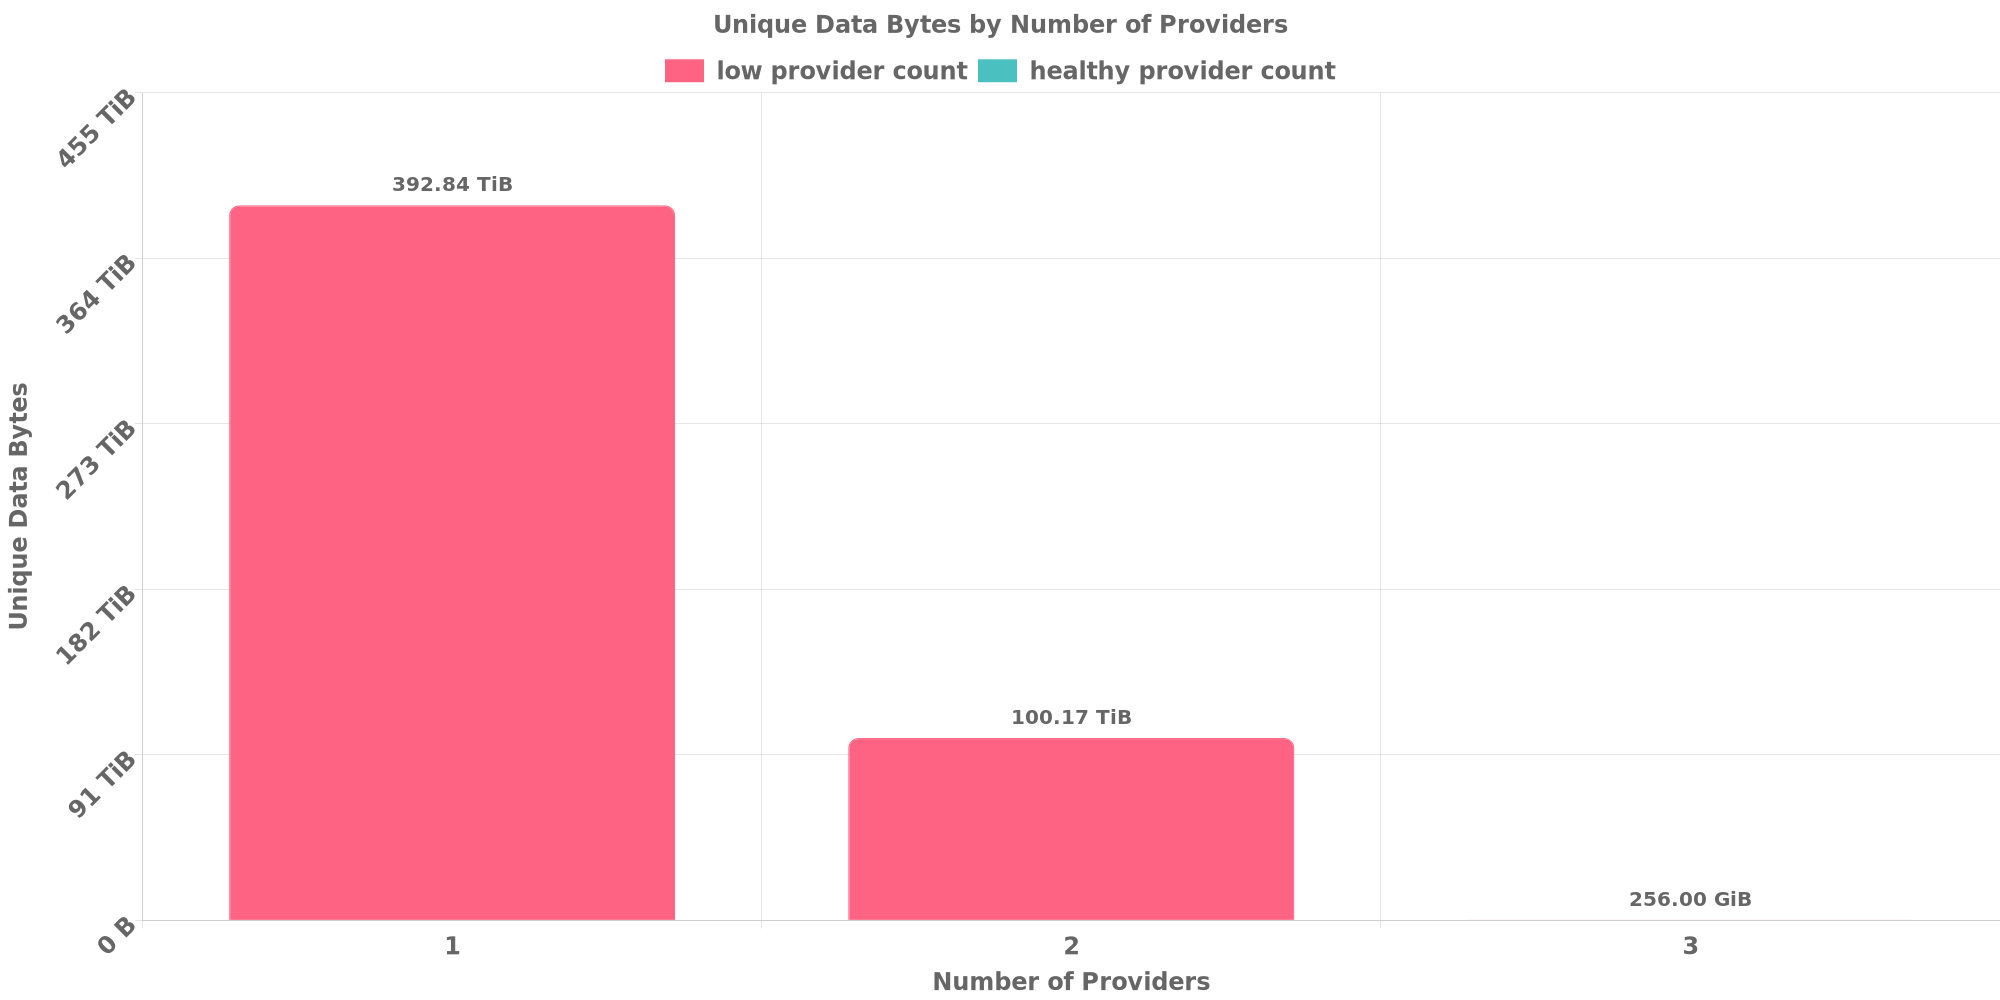 Unique Data Bytes by Number of Providers
low provider count healthy provider count
455 TiB
364 TiB
273 TiB
182 TiB
91 TiB
0 B
Unique Data Bytes
392.84 TiB
100.17 TiB
256.00 GiB
1 2 3
Number of Providers